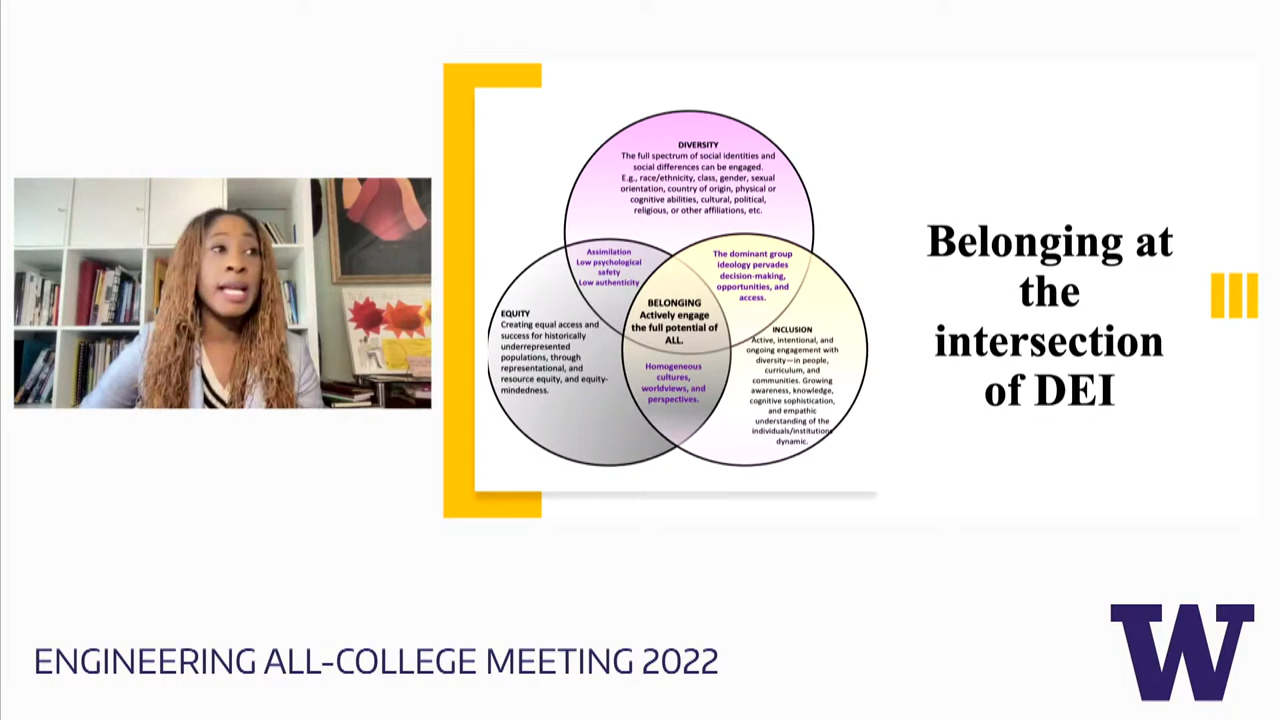 DIVERSITY
The full spectrum of social identities and
social differences can be engaged.
E.g., race/ethnicity, class, gender, sexual
orientation, country of origin, physical or
cognitive abilities, cultural, political,
religious, or other affiliations, etc.
Assimilation
Low psychological
safety
Low authenticity
The dominant group
ideology pervades
decision-making,
opportunities, and
access.
BELONGING
Actively engage
the full potential of
ALL.
EQUITY
Creating equal access and
success for historically
underrepresented
populations, through
representational, and
resource equity, and equity-
mindedness.
Homogeneous
cultures,
worldviews, and
perspectives.
INCLUSION
Active, intentional, and
ongoing engagement with
diversity—in people,
curriculum, and
communities. Growing
awareness, knowledge,
cognitive sophistication,
and empathic
understanding of the
individuals/institutions
dynamic.
Belonging at
the
intersection
of DEI
ENGINEERING ALL-COLLEGE MEETING 2022
W